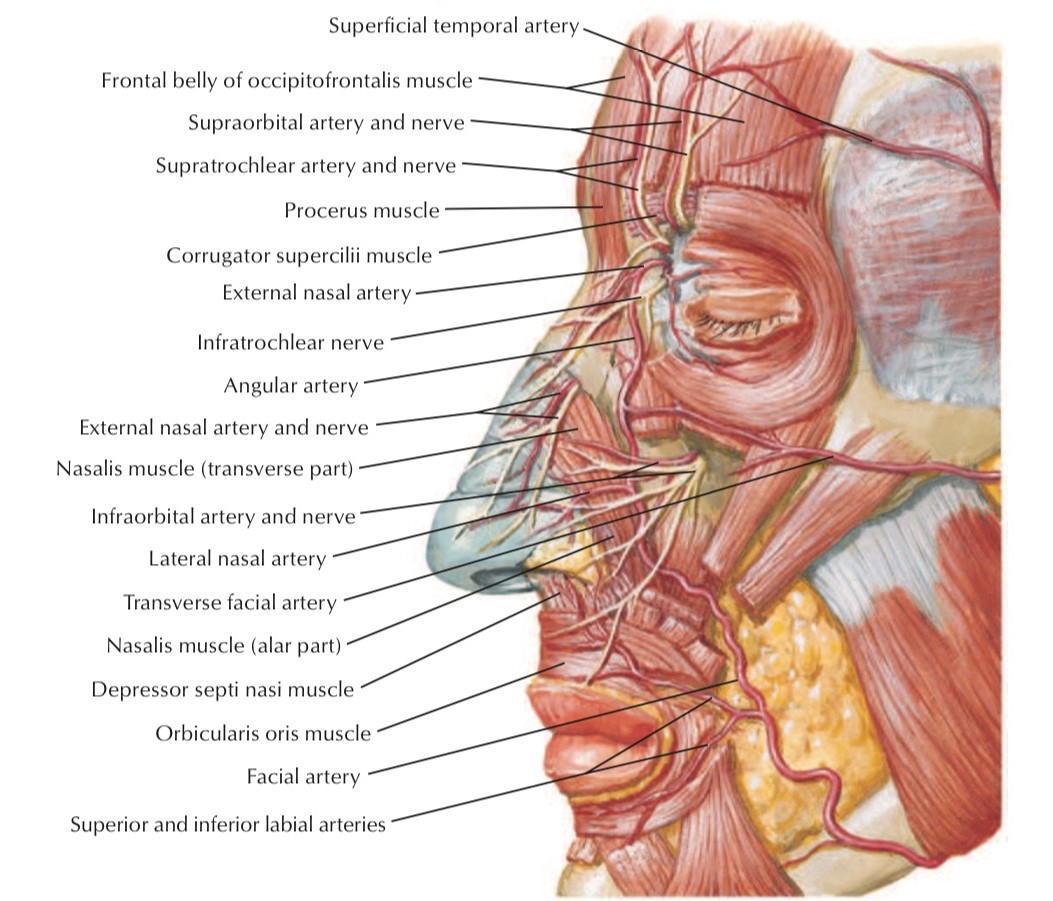 Superficial temporal artery
Frontal belly of occipitofrontalis muscle
Supraorbital artery and nerve
Supratrochlear artery and nerve
Procerus muscle
Corrugator supercilii muscle
External nasal artery
Infratrochlear nerve
Angular artery
External nasal artery and nerve
Nasalis muscle (transverse part)
Infraorbital artery and nerve
Lateral nasal artery
Transverse facial artery
Nasalis muscle (alar part)
Depressor septi nasi muscle
Orbicularis oris muscle
Facial artery
Superior and inferior labial arteries